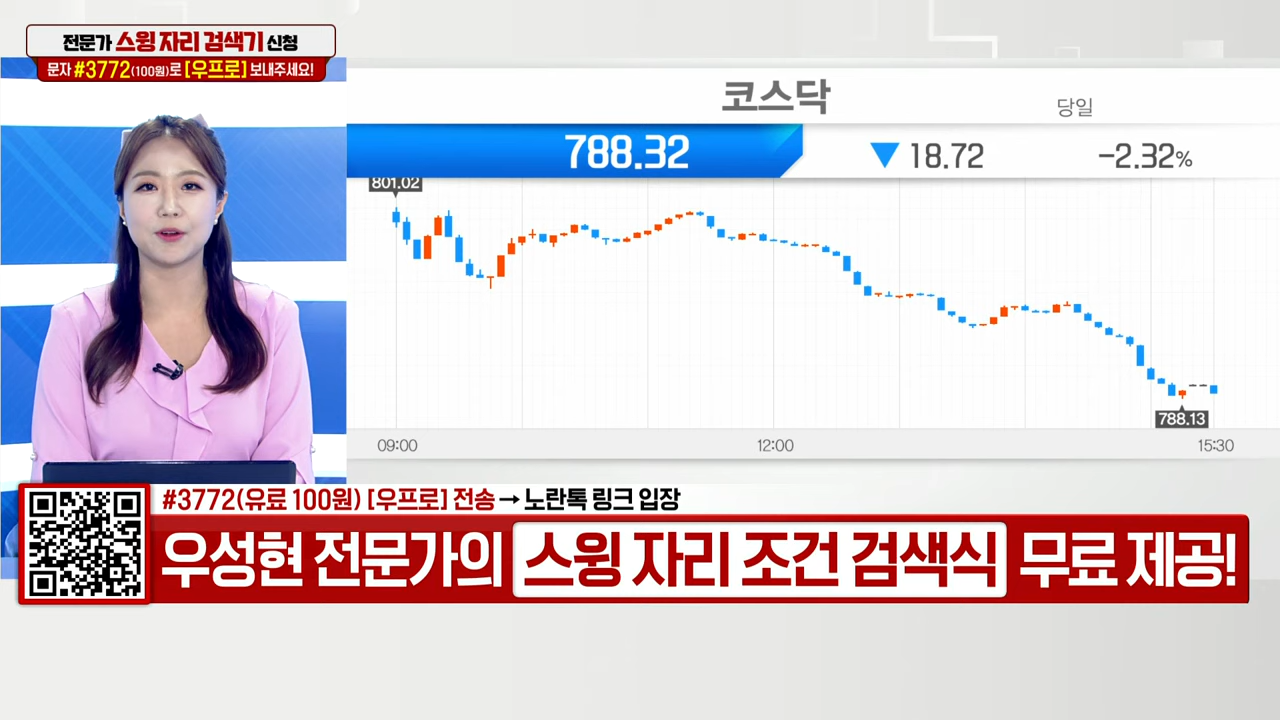 전문가 스윙 자리 검색기 신청
문자 #3772(100원)로 [우프로] 보내주세요!
코스닥
당일
788.32
▼ 18.72
-2.32%
801.02
788.13
09:00
12:00
15:30
#3772(유료 100원) [우프로] 전송 → 노란톡 링크 입장
우성현 전문가의 스윙 자리 조건 검색식 무료 제공!